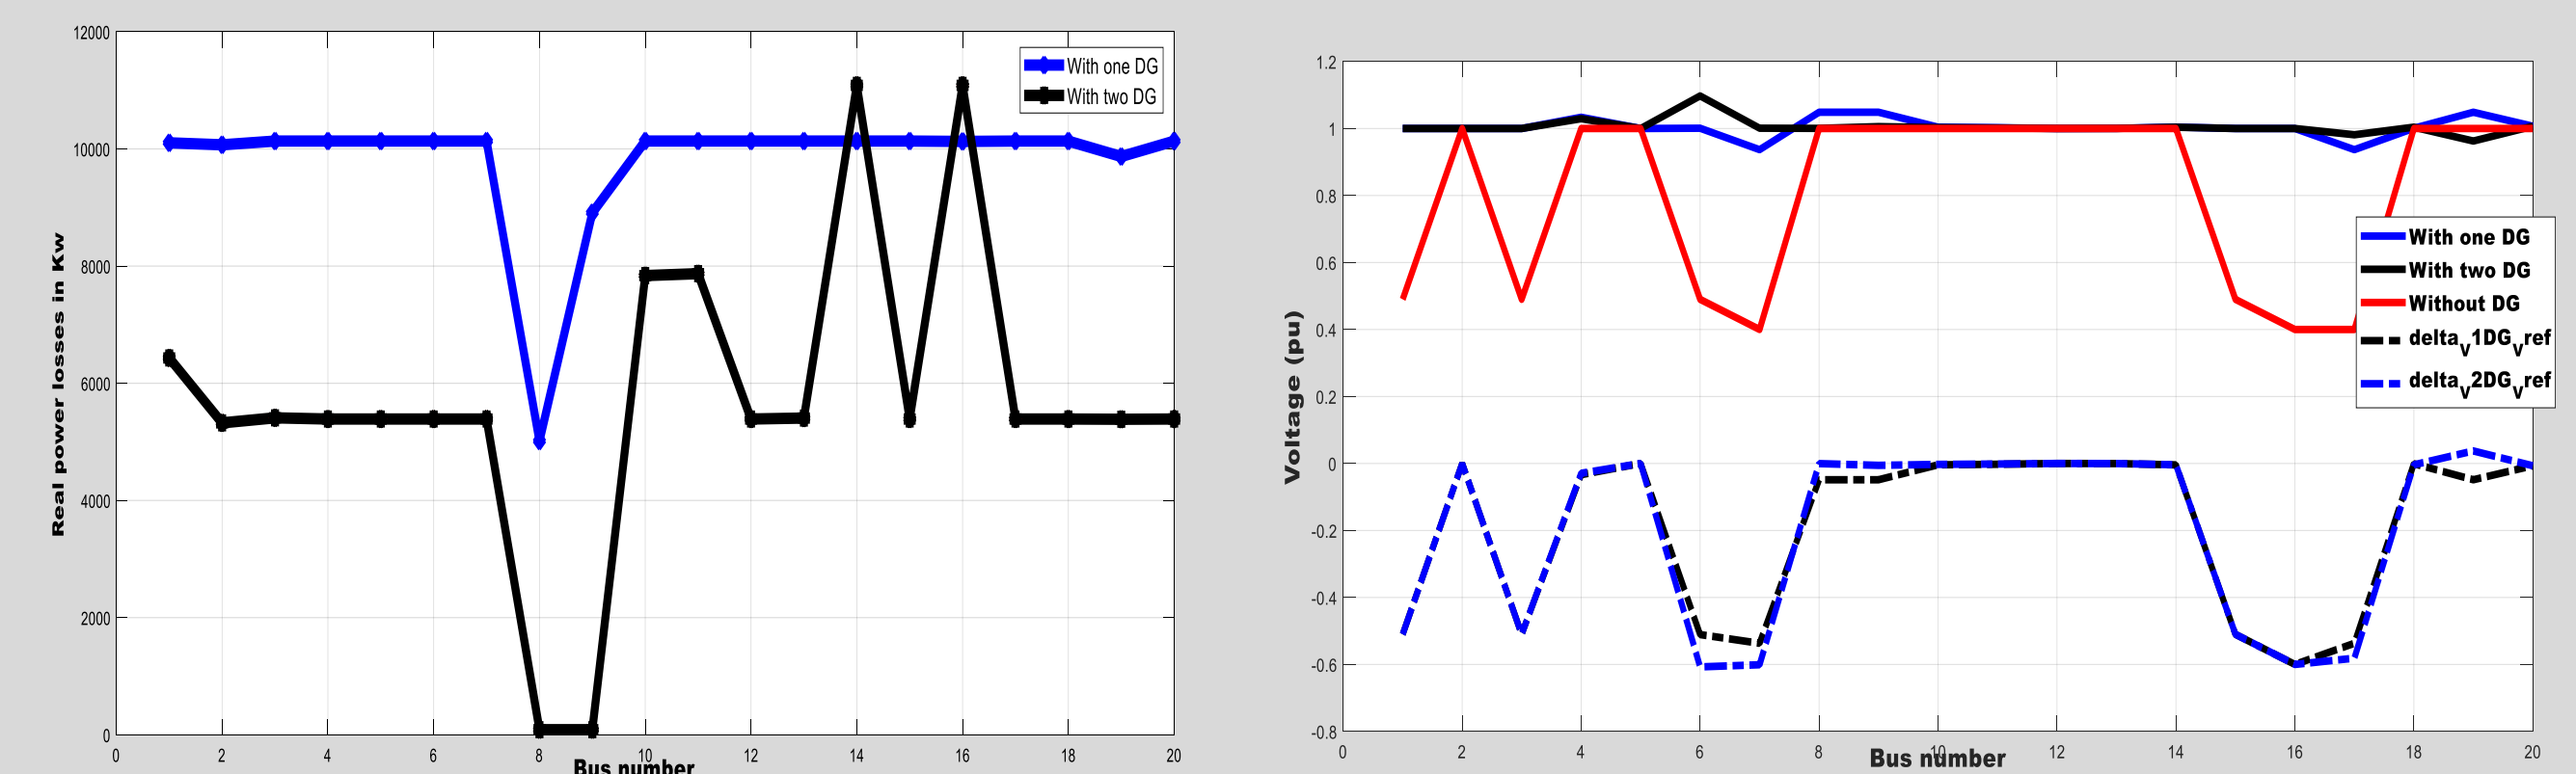 12000
10000
8000
6000
4000
2000
0
0 2 4 6 8 10 12 14 16 18 20
Real power losses in Kw
Bus number
With one DG
With two DG
1.2
1
0.8
0.6
0.4
0.2
0
-0.2
-0.4
-0.6
-0.8
0 2 4 6 8 10 12 14 16 18 20
Voltage (pu)
Bus number
With one DG
With two DG
Without DG
delta_V1DG_Vref
delta_V2DG_Vref